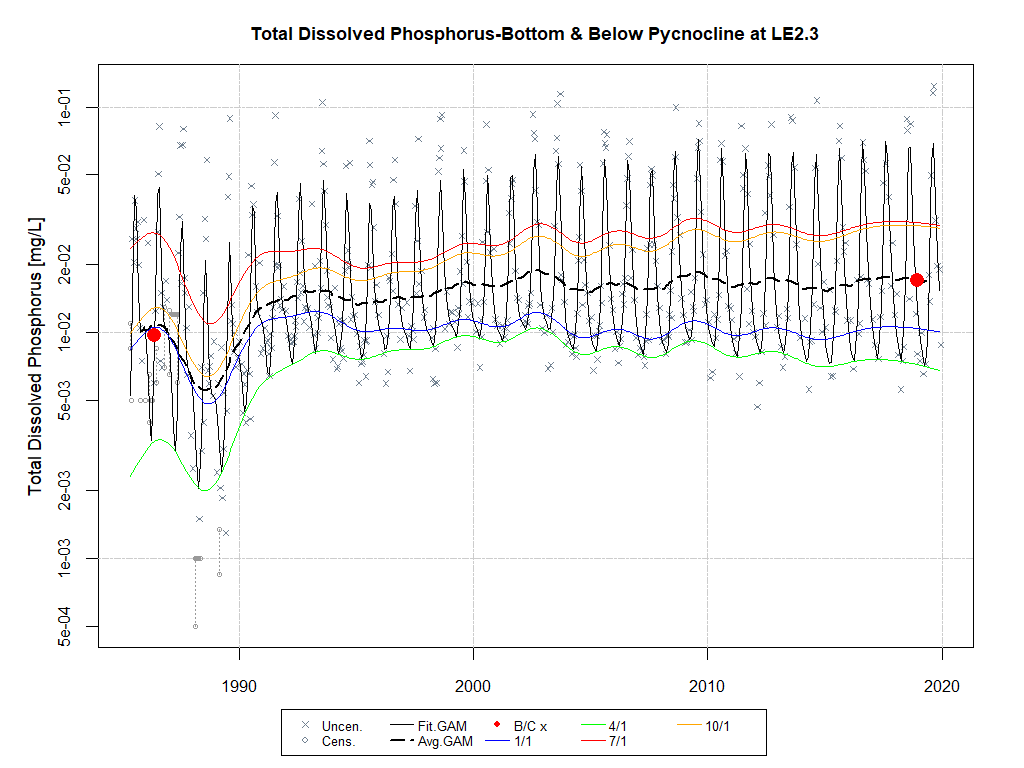 Total Dissolved Phosphorus-Bottom & Below Pycnocline at LE2.3
Total Dissolved Phosphorus [mg/L]
1e-01
5e-02
2e-02
1e-02
5e-03
2e-03
1e-03
5e-04
1990 2000 2010 2020
Uncen. Fit.GAM B/C x 4/1 10/1
Cens. Avg.GAM 1/1 7/1